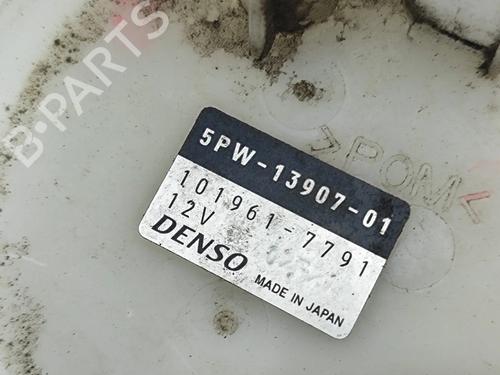 B-PARTS
>POM<
5PW-13907-01
101961-7791
12V
DENSO
MADE IN JAPAN